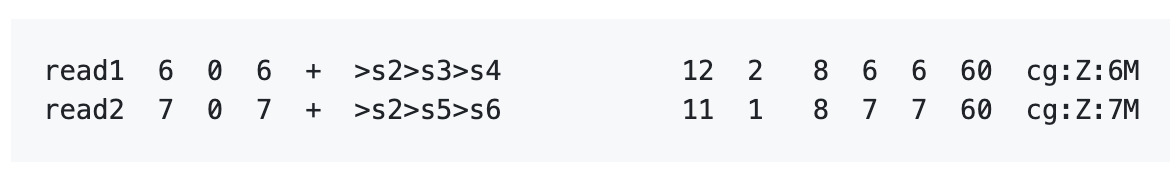 read1  6  0  6  +  >s2>s3>s4           12  2   8  6  6  60  cg:Z:6M
read2  7  0  7  +  >s2>s5>s6           11  1   8  7  7  60  cg:Z:7M